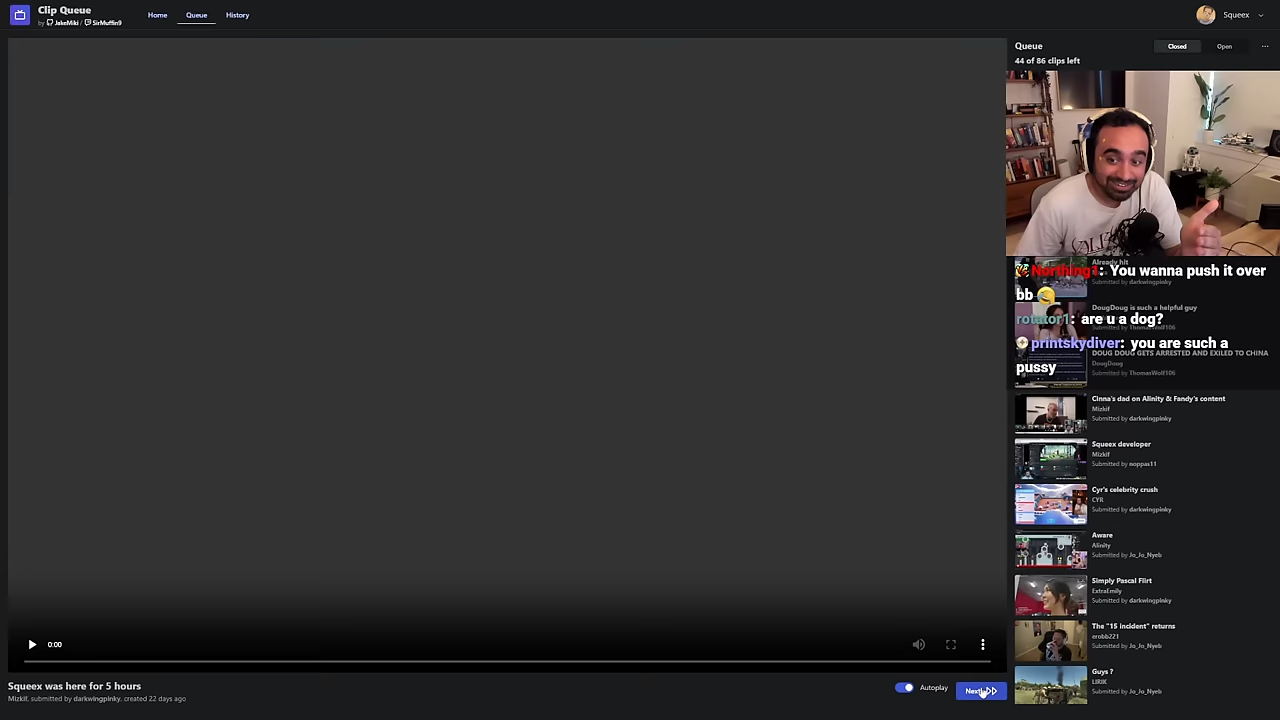 Clip Queue
by JakeMiki / SirMuffin9
Home
Queue
History
Squeex
Queue
Closed
Open
44 of 86 clips left
Already hit
Submitted by darkwingpinky
DougDoug is such a helpful guy
Submitted by ThomasWolf106
DOUG DOUG GETS ARRESTED AND EXILED TO CHINA
DougDoug
Submitted by ThomasWolf106
Northing1: You wanna push it over
bb
rotator1: are u a dog?
printskydiver: you are such a
pussy
Cinna's dad on Alinity & Fandy's content
Mizkif
Submitted by darkwingpinky
Squeex developer
Mizkif
Submitted by noppas11
Cyr's celebrity crush
CYR
Submitted by darkwingpinky
Aware
Alinity
Submitted by Jo_Jo_Nyeb
Simply Pascal Flirt
ExtraEmily
Submitted by darkwingpinky
The "15 incident" returns
erobb221
Submitted by Jo_Jo_Nyeb
Guys ?
LIRIK
Submitted by Jo_Jo_Nyeb
0:00
Squeex was here for 5 hours
Mizkif, submitted by darkwingpinky, created 22 days ago
Autoplay
Next